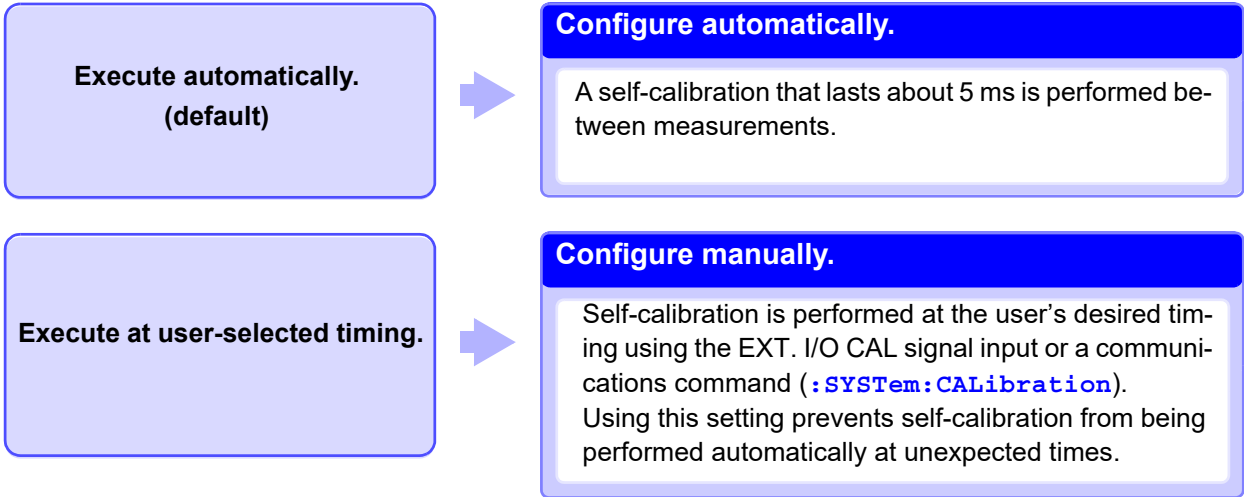 Execute automatically.
(default)
Configure automatically.
A self-calibration that lasts about 5 ms is performed be-
tween measurements.
Execute at user-selected timing.
Configure manually.
Self-calibration is performed at the user's desired tim-
ing using the EXT. I/O CAL signal input or a communi-
cations command (:SYSTem:CALibration).
Using this setting prevents self-calibration from being
performed automatically at unexpected times.